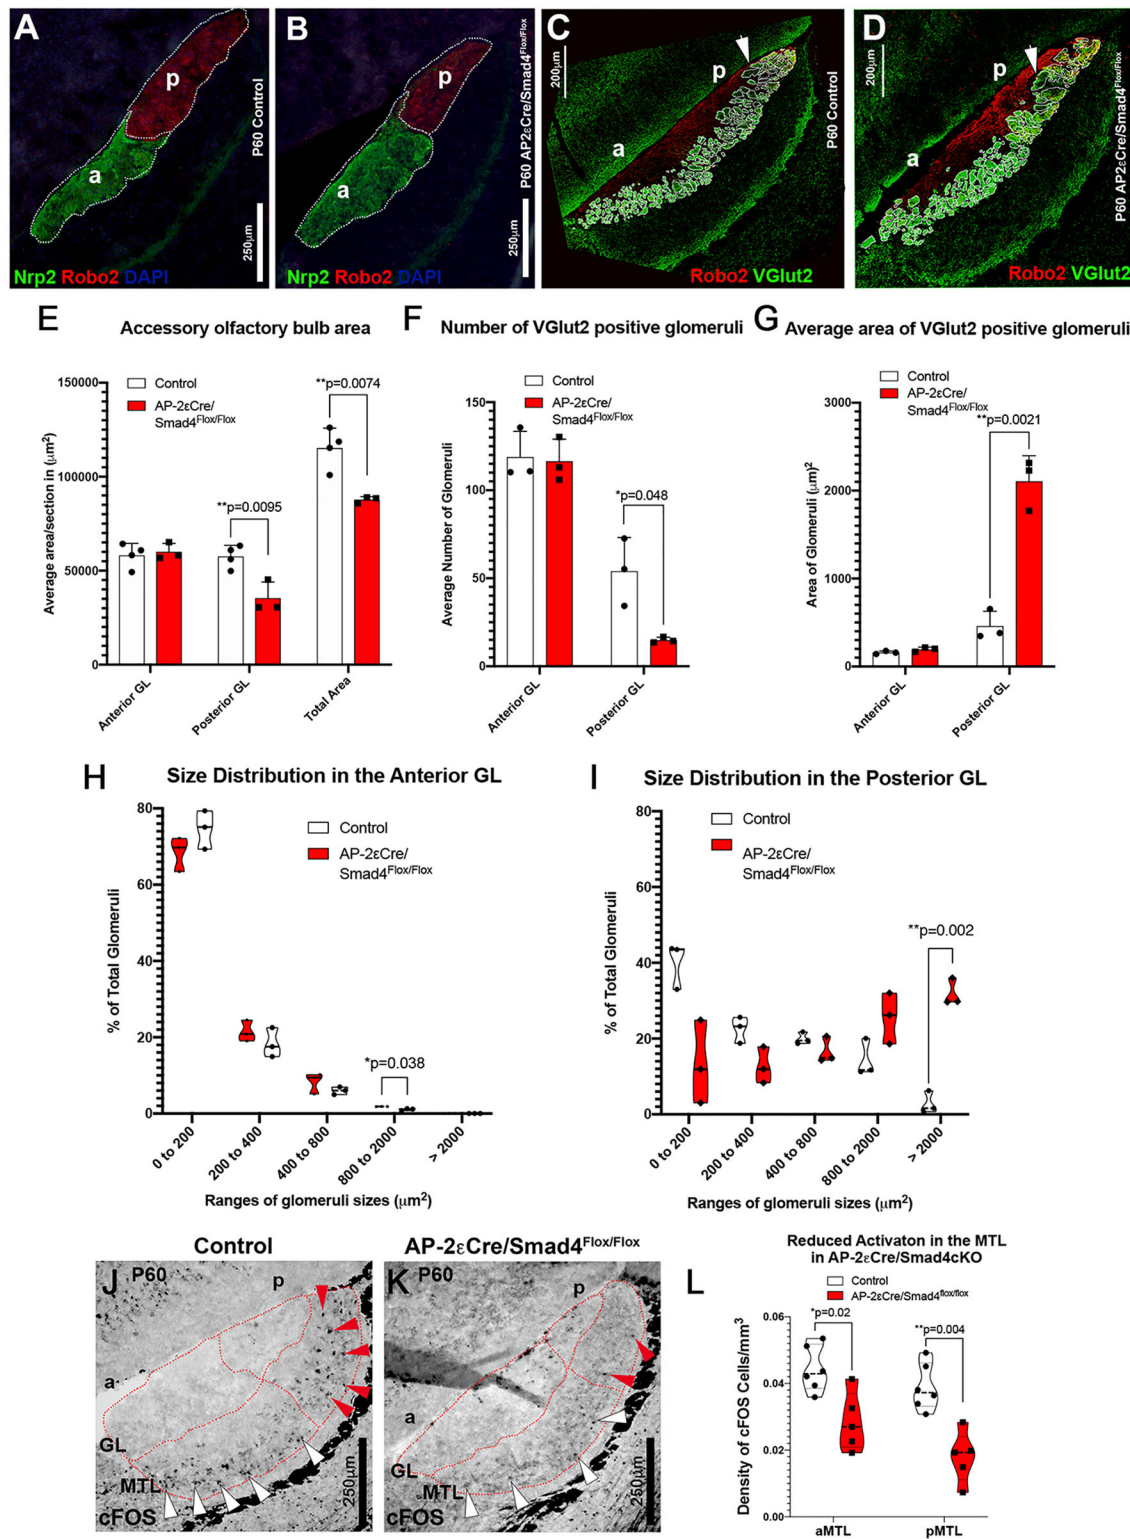 A
p
a
P60 Control
250μm
Nrp2 Robo2 DAPI
B
p
a
P60 AP2εCre/Smad4Flox/Flox
250μm
Nrp2 Robo2 DAPI
C
200μm
p
a
P60 Control
Robo2 VGlut2
D
200μm
p
a
P60 AP2εCre/Smad4Flox/Flox
Robo2 VGlut2
E
Accessory olfactory bulb area
Control
AP-2εCre/
Smad4Flox/Flox
**p=0.0074
**p=0.0095
Average area/section in (μm²)
150000
100000
50000
0
Anterior GL
Posterior GL
Total Area
F
Number of VGlut2 positive glomeruli
Control
AP-2εCre/
Smad4Flox/Flox
*p=0.048
Average Number of Glomeruli
150
100
50
0
Anterior GL
Posterior GL
G
Average area of VGlut2 positive glomeruli
Control
AP-2εCre/
Smad4Flox/Flox
**p=0.0021
Area of Glomeruli (μm)²
3000
2000
1000
0
Anterior GL
Posterior GL
H
Size Distribution in the Anterior GL
Control
AP-2εCre/
Smad4Flox/Flox
*p=0.038
% of Total Glomeruli
80
60
40
20
0
0 to 200
200 to 400
400 to 800
800 to 2000
> 2000
Ranges of glomeruli sizes (μm²)
I
Size Distribution in the Posterior GL
Control
AP-2εCre/
Smad4Flox/Flox
**p=0.002
% of Total Glomeruli
80
60
40
20
0
0 to 200
200 to 400
400 to 800
800 to 2000
> 2000
Ranges of glomeruli sizes (μm²)
Control
J
P60
p
a
GL
MTL
cFOS
250μm
AP-2εCre/Smad4Flox/Flox
K
P60
p
a
GL
MTL
cFOS
250μm
L
Reduced Activaton in the MTL
in AP-2εCre/Smad4cKO
Control
AP-2εCre/Smad4flox/flox
*p=0.02
**p=0.004
Density of cFOS Cells/mm³
0.06
0.04
0.02
0.00
aMTL
pMTL